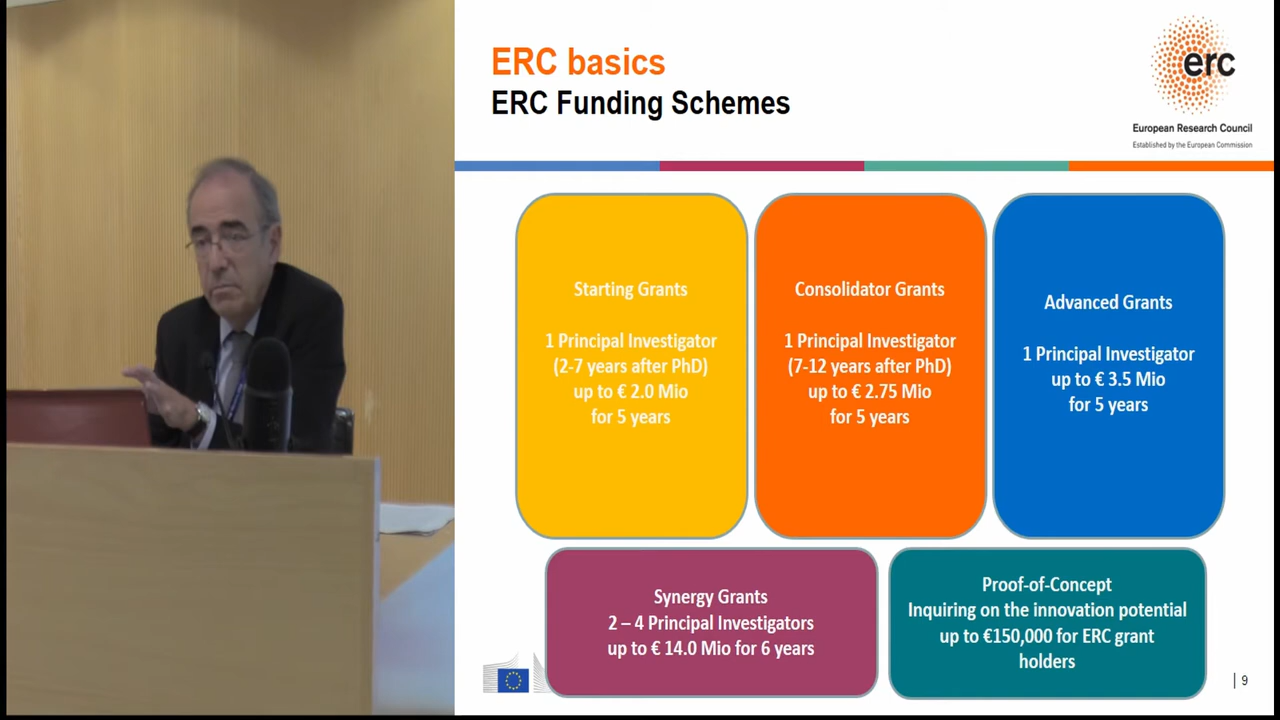 ERC basics
ERC Funding Schemes
erc
European Research Council
Established by the European Commission
Starting Grants
1 Principal Investigator
(2-7 years after PhD)
up to € 2.0 Mio
for 5 years
Consolidator Grants
1 Principal Investigator
(7-12 years after PhD)
up to € 2.75 Mio
for 5 years
Advanced Grants
1 Principal Investigator
up to € 3.5 Mio
for 5 years
Synergy Grants
2 – 4 Principal Investigators
up to € 14.0 Mio for 6 years
Proof-of-Concept
Inquiring on the innovation potential
up to €150,000 for ERC grant
holders
| 9